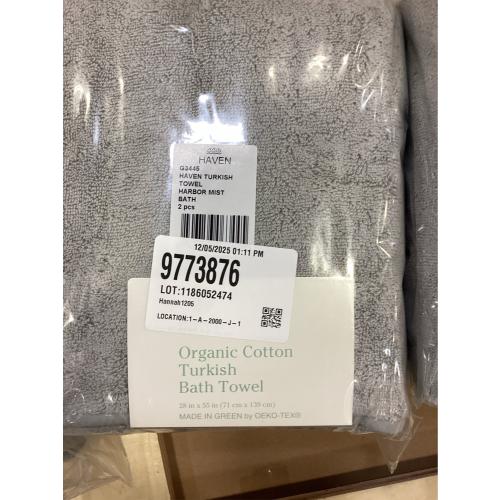 HAVEN
G3445
HAVEN TURKISH
TOWEL
HARBOR MIST
BATH
2 pcs
12/05/2025 01:11 PM
9773876
LOT:1186052474
Hannah1205
LOCATION:1-A-2000-J-1
Organic Cotton
Turkish
Bath Towel
28 in x 55 in (71 cm x 139 cm)
MADE IN GREEN by OEKO-TEX®